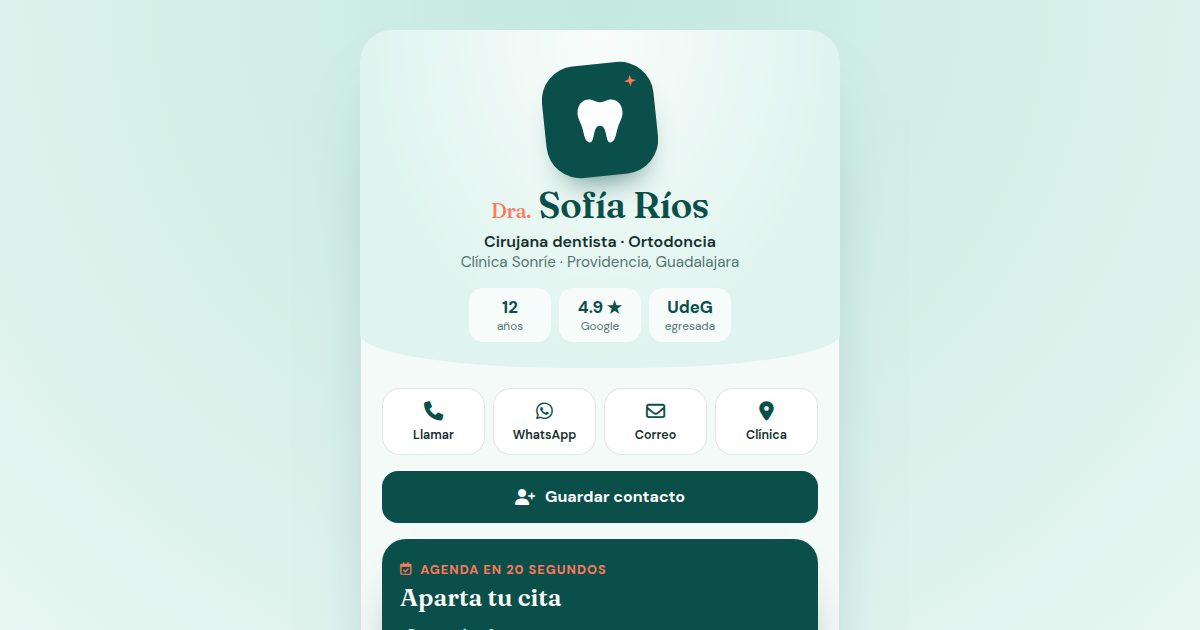 Dra. Sofía Ríos
Cirujana dentista · Ortodoncia
Clínica Sonríe · Providencia, Guadalajara
12 4.9 ★ UdeG
años Google egresada
Llamar WhatsApp Correo Clínica
Guardar contacto
AGENDA EN 20 SEGUNDOS
Aparta tu cita